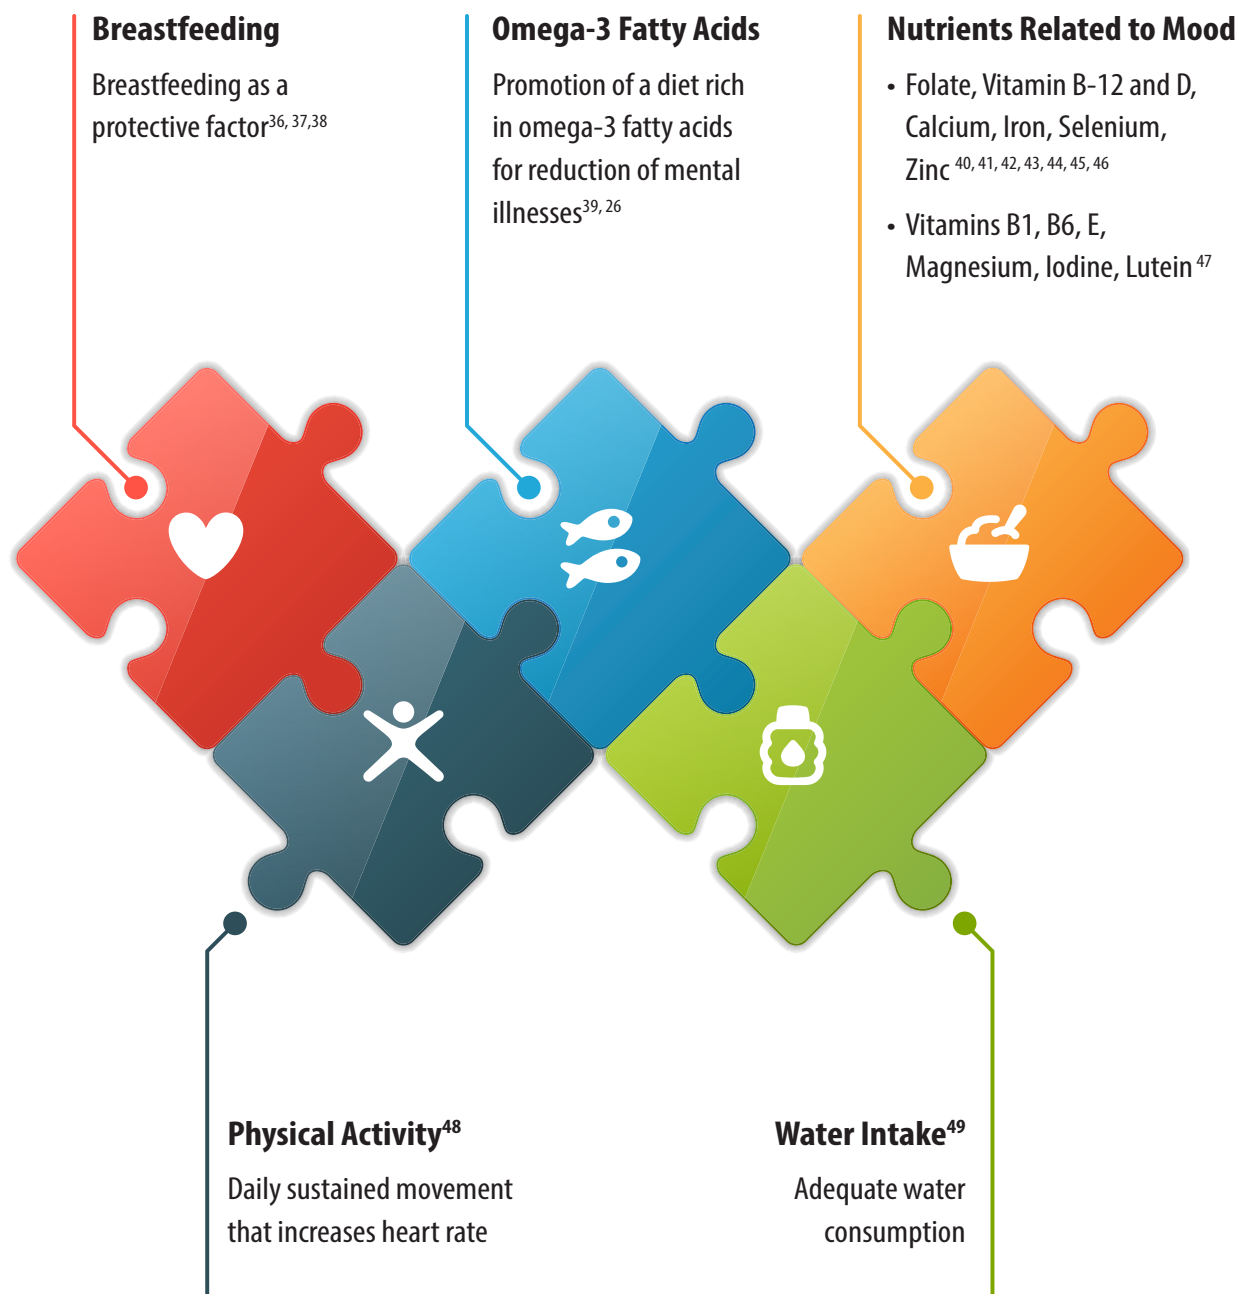 Breastfeeding
Breastfeeding as a
protective factor36, 37,38
Omega-3 Fatty Acids
Promotion of a diet rich
in omega-3 fatty acids
for reduction of mental
illnesses39, 26
Nutrients Related to Mood
• Folate, Vitamin B-12 and D,
Calcium, Iron, Selenium,
Zinc 40, 41, 42, 43, 44, 45, 46
• Vitamins B1, B6, E,
Magnesium, Iodine, Lutein 47
Physical Activity48
Daily sustained movement
that increases heart rate
Water Intake49
Adequate water
consumption